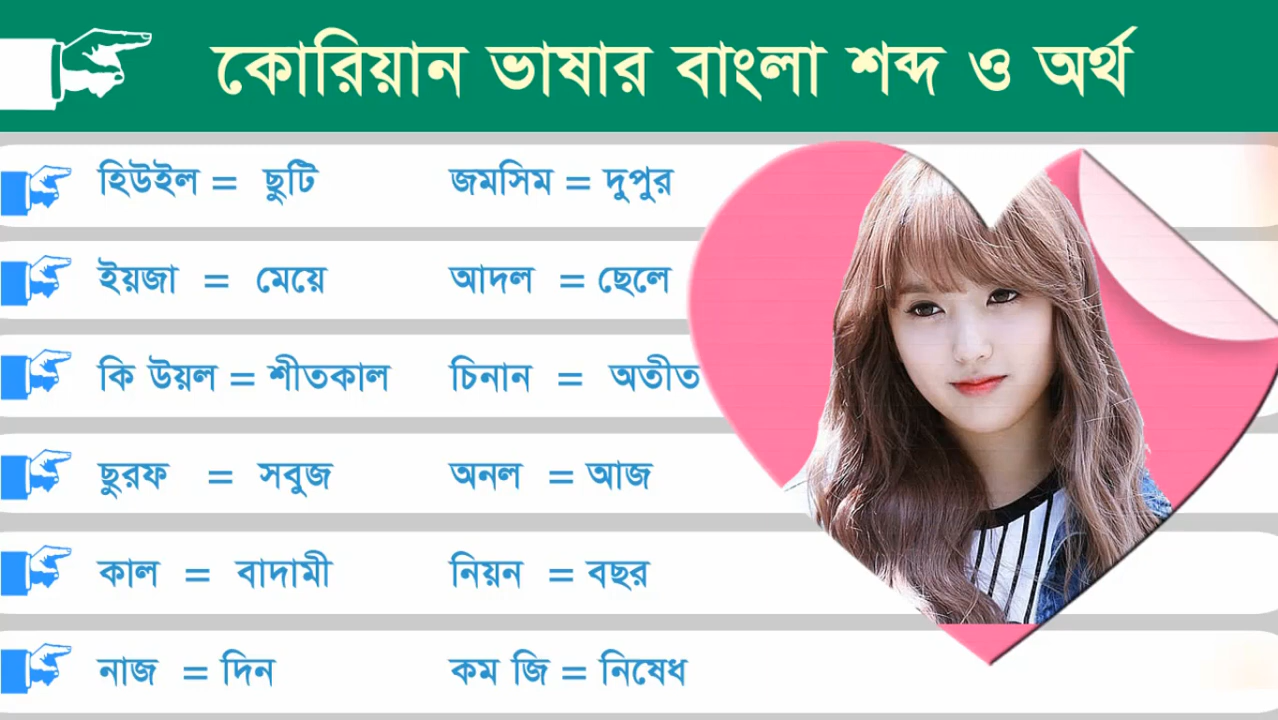 কোরিয়ান ভাষার বাংলা শব্দ ও অর্থ
হিউইল = ছুটি জমসিম = দুপুর
ইয়জা = মেয়ে আদল = ছেলে
কি উয়ল = শীতকাল চিনান = অতীত
ছুরফ = সবুজ অনল = আজ
কাল = বাদামী নিয়ন = বছর
নাজ = দিন কম জি = নিষেধ